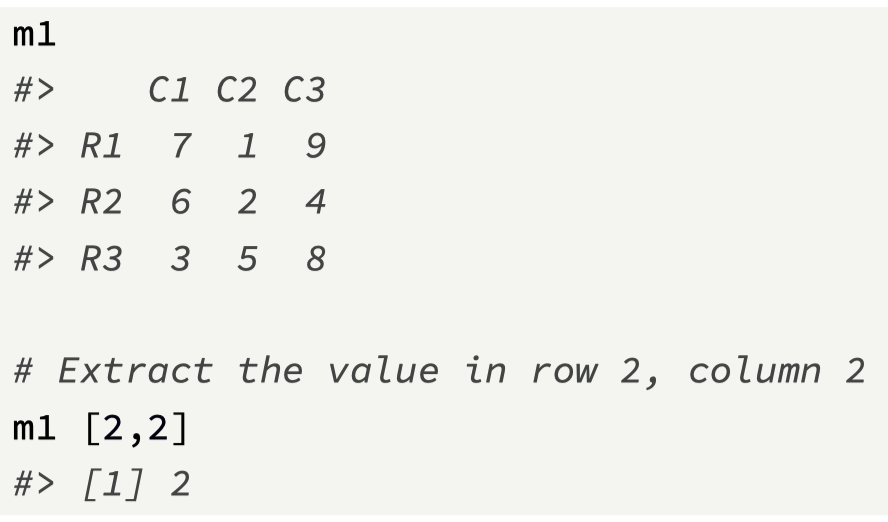 m1
#>    C1 C2 C3
#> R1  7  1  9
#> R2  6  2  4
#> R3  3  5  8
# Extract the value in row 2, column 2
m1 [2,2]
#> [1] 2